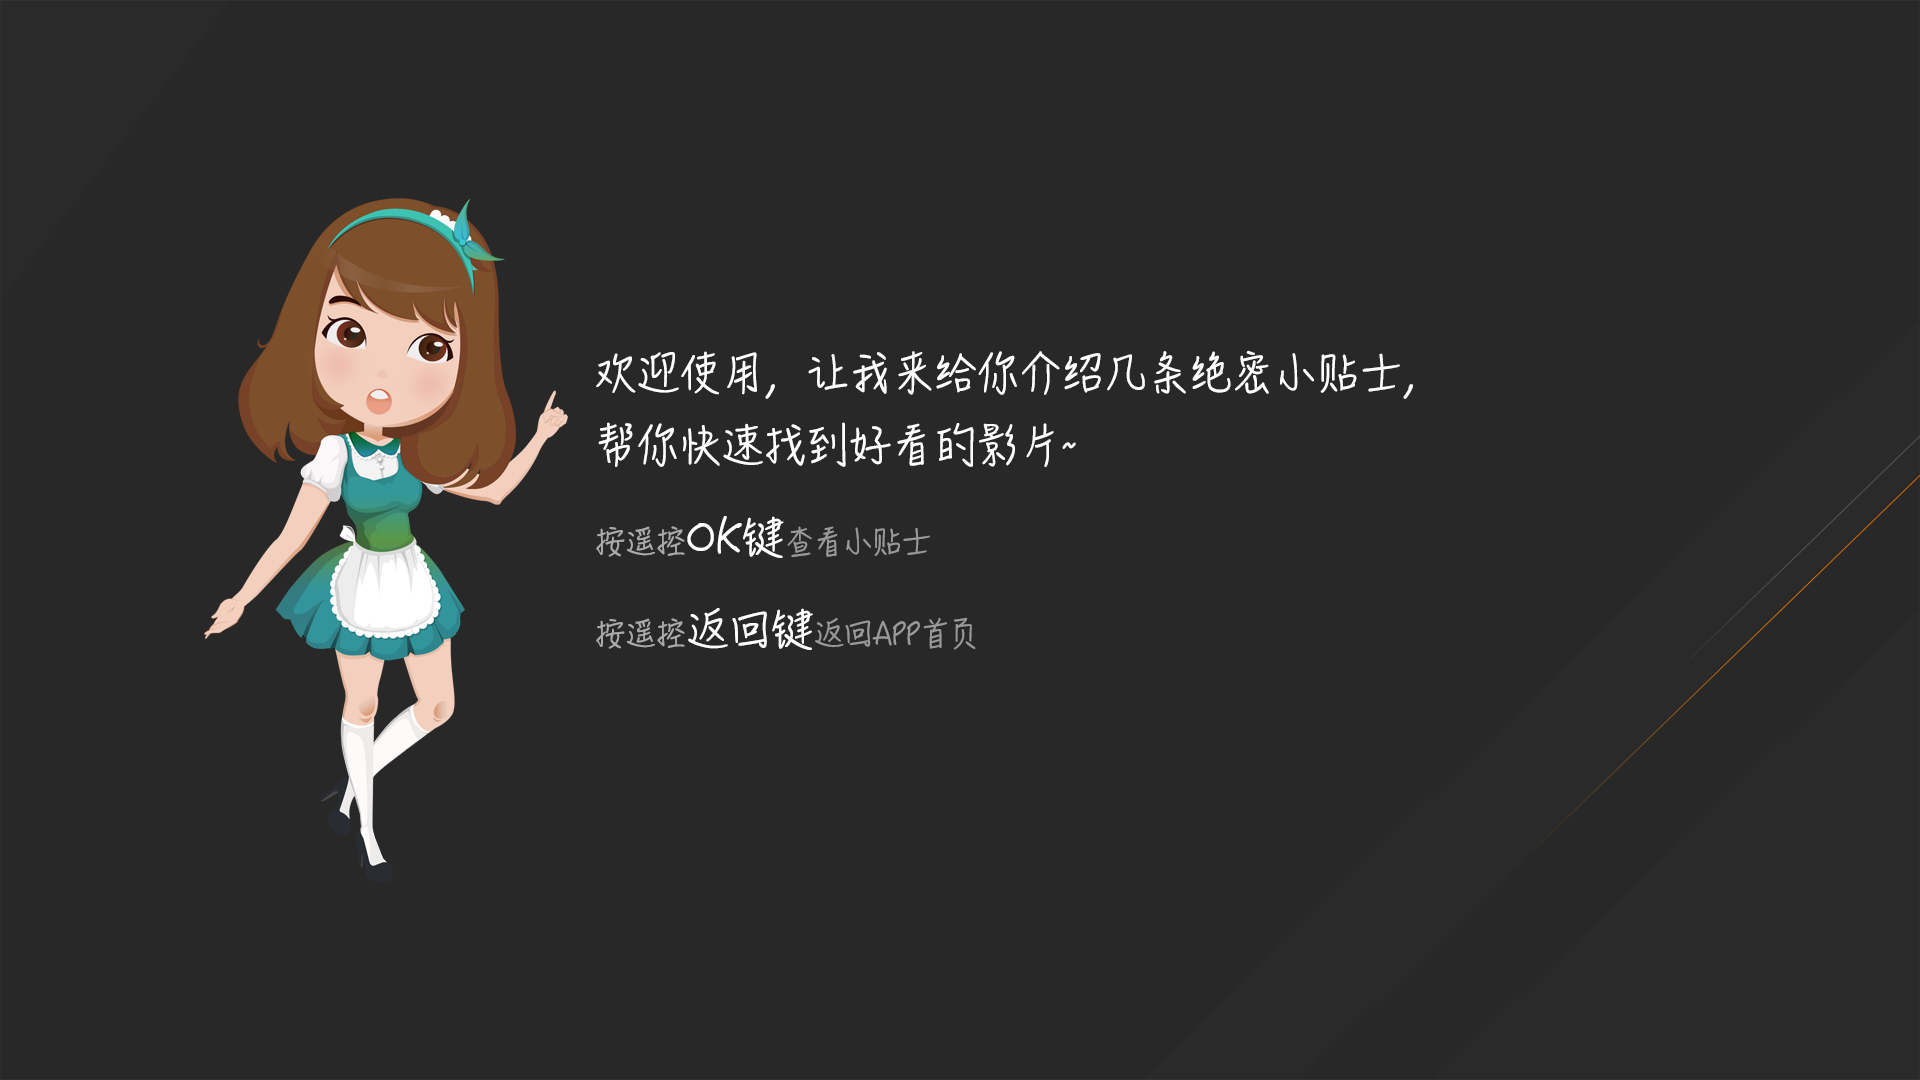 欢迎使用，让我来给你介绍几条绝密小贴士，
帮你快速找到好看的影片~
按遥控OK键查看小贴士
按遥控返回键返回APP首页